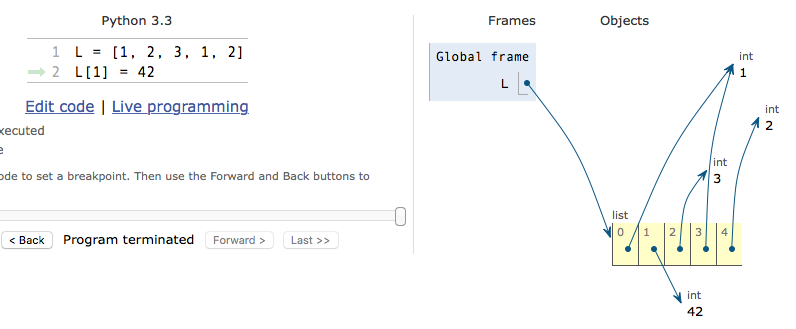 Python 3.3
1 L = [1, 2, 3, 1, 2]
2 L[1] = 42
Edit code | Live programming
xecuted
e
ode to set a breakpoint. Then use the Forward and Back buttons to
< Back Program terminated Forward > Last >>
Frames Objects
Global frame
L
int
1
int
2
int
3
list
0 1 2 3 4
int
42